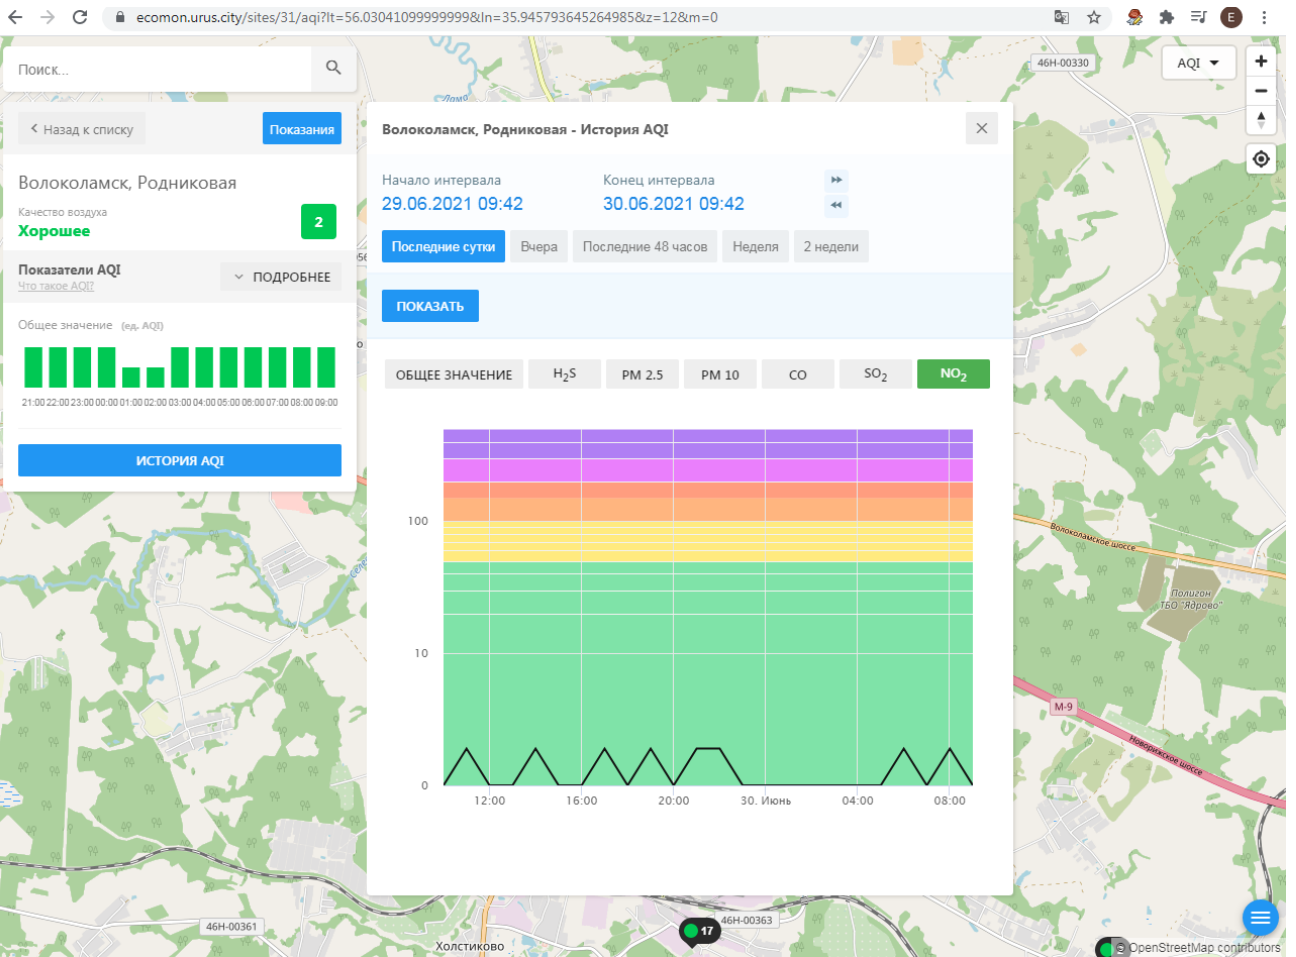 ecomon.urus.city/sites/31/aqi?lt=56.03041099999999&ln=35.945793645264985&z=12&m=0
E
Поиск...
46Н-00330
AQI
Назад к списку
Показания
Волоколамск, Родниковая - История AQI
Волоколамск, Родниковая
Качество воздуха
Хорошее
2
Показатели AQI
Что такое AQI?
ПОДРОБНЕЕ
Общее значение (ед. AQI)
21:00 22:00 23:00 00:00 01:00 02:00 03:00 04:00 05:00 06:00 07:00 08:00 09:00
ИСТОРИЯ AQI
Начало интервала
Конец интервала
29.06.2021 09:42
30.06.2021 09:42
Последние сутки
Вчера
Последние 48 часов
Неделя
2 недели
ПОКАЗАТЬ
ОБЩЕЕ ЗНАЧЕНИЕ
H2S
PM 2.5
PM 10
CO
SO2
NO2
100
10
0
12:00
16:00
20:00
30. Июнь
04:00
08:00
Лама
Волоколамское шоссе
Полигон
ТБО "Ядрово"
М-9
Новорижское шоссе
46Н-00361
46Н-00363
17
Холстиково
© OpenStreetMap contributors